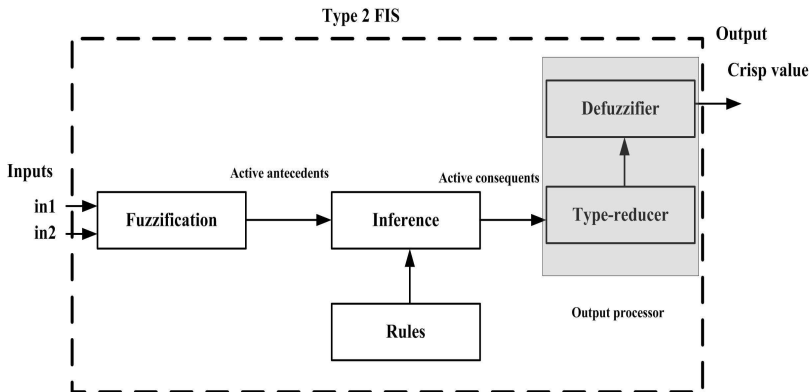 Type 2 FIS
Output
Crisp value
Defuzzifier
Inputs
Active antecedents
Active consequents
in1
in2
Fuzzification
Inference
Type-reducer
Rules
Output processor